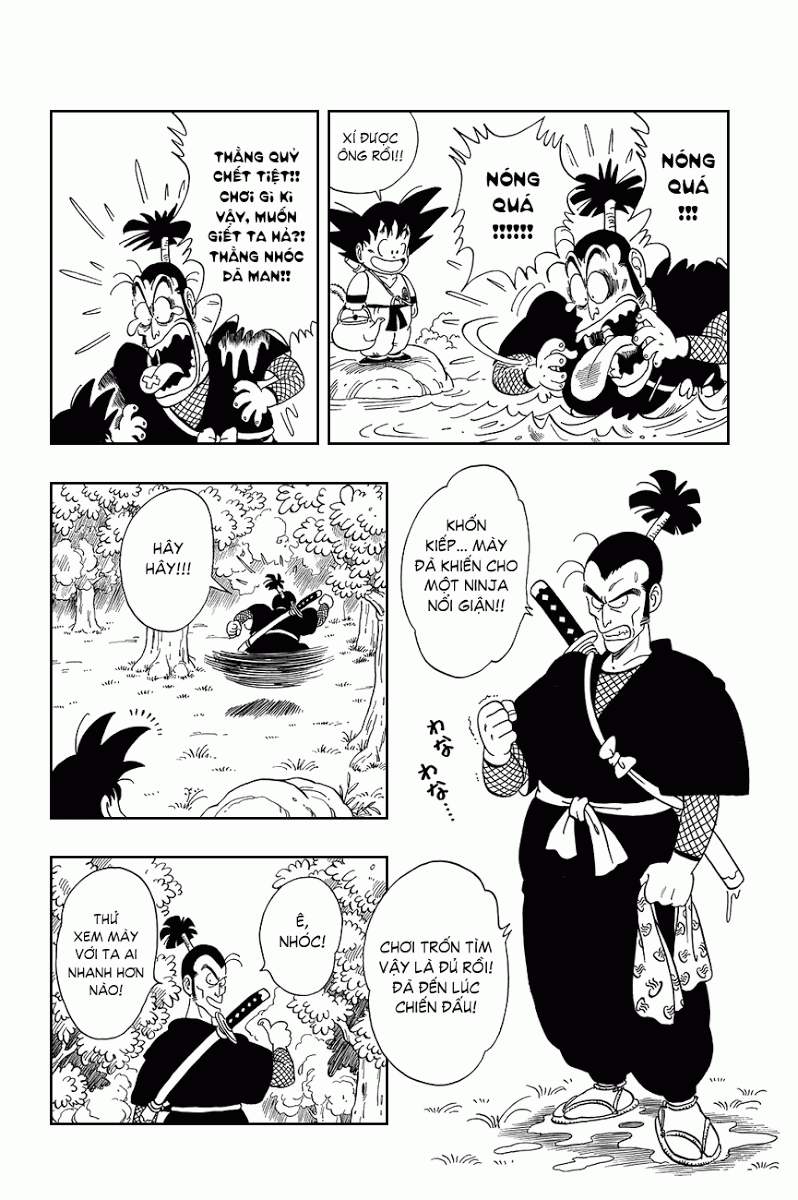 NÓNG
QUÁ
!!!
NÓNG
QUÁ
!!!!!!
XÍ ĐƯỢC
ÔNG RỒI!!
THẰNG QUỶ
CHẾT TIỆT!!
CHƠI GÌ KÌ
VẬY, MUỐN
GIẾT TA HẢ?!
THẰNG NHÓC
DÃ MAN!!
KHỐN
KIẾP... MÀY
ĐÃ KHIẾN CHO
MỘT NINJA
NỔI GIẬN!!
わな
わな…
CHƠI TRỐN TÌM
VẬY LÀ ĐỦ RỒI!
ĐÃ ĐẾN LÚC
CHIẾN ĐẤU!
HÂY
HÂY!!!
Ê,
NHÓC!
THỬ
XEM MÀY
VỚI TA AI
NHANH HƠN
NÀO!